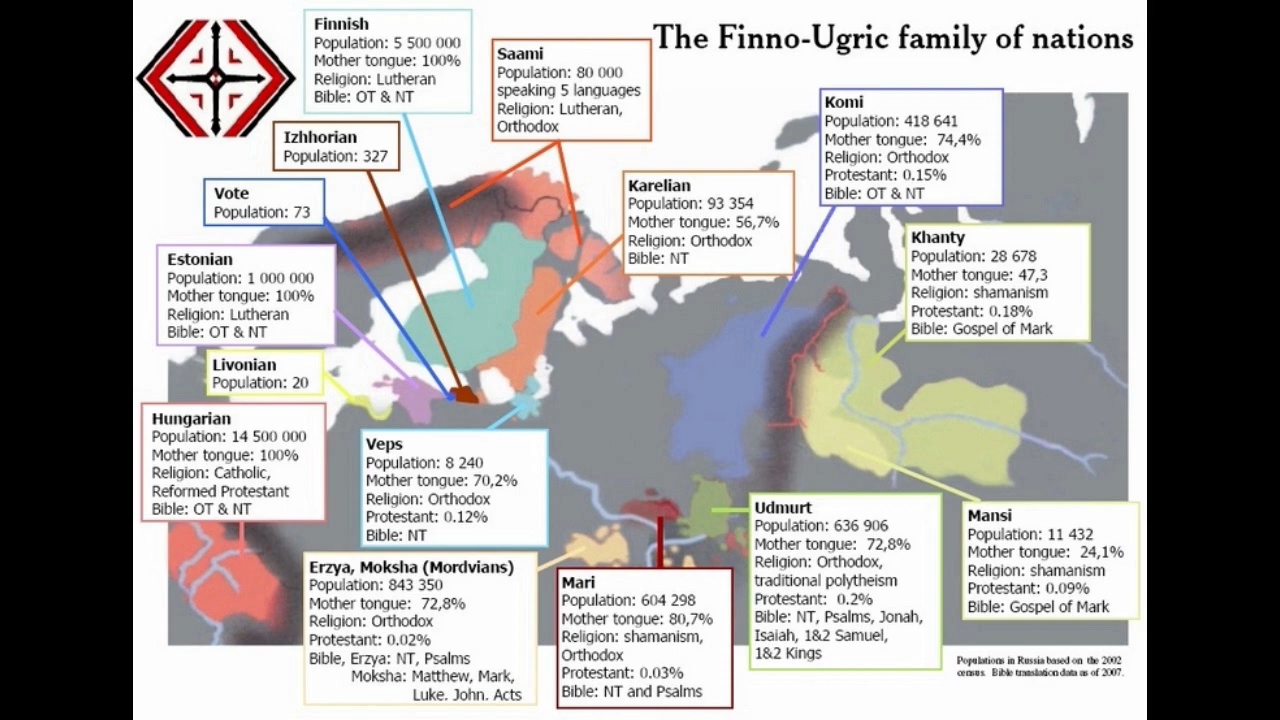 The Finno-Ugric family of nations
Finnish
Population: 5 500 000
Mother tongue: 100%
Religion: Lutheran
Bible: OT & NT
Saami
Population: 80 000
speaking 5 languages
Religion: Lutheran,
Orthodox
Komi
Population: 418 641
Mother tongue: 74,4%
Religion: Orthodox
Protestant: 0.15%
Bible: OT & NT
Izhhorian
Population: 327
Vote
Population: 73
Karelian
Population: 93 354
Mother tongue: 56,7%
Religion: Orthodox
Bible: NT
Khanty
Population: 28 678
Mother tongue: 47,3
Religion: shamanism
Protestant: 0.18%
Bible: Gospel of Mark
Estonian
Population: 1 000 000
Mother tongue: 100%
Religion: Lutheran
Bible: OT & NT
Livonian
Population: 20
Hungarian
Population: 14 500 000
Mother tongue: 100%
Religion: Catholic,
Reformed Protestant
Bible: OT & NT
Veps
Population: 8 240
Mother tongue: 70,2%
Religion: Orthodox
Protestant: 0.12%
Bible: NT
Erzya, Moksha (Mordvians)
Population: 843 350
Mother tongue: 72,8%
Religion: Orthodox
Protestant: 0.02%
Bible, Erzya: NT, Psalms
Moksha: Matthew, Mark,
Luke. John. Acts
Mari
Population: 604 298
Mother tongue: 80,7%
Religion: shamanism,
Orthodox
Protestant: 0.03%
Bible: NT and Psalms
Udmurt
Population: 636 906
Mother tongue: 72,8%
Religion: Orthodox,
traditional polytheism
Protestant: 0.2%
Bible: NT, Psalms, Jonah,
Isaiah, 1&2 Samuel,
1&2 Kings
Mansi
Population: 11 432
Mother tongue: 24,1%
Religion: shamanism
Protestant: 0.09%
Bible: Gospel of Mark
Populations in Russia based on the 2002
census. Bible translation data as of 2007.